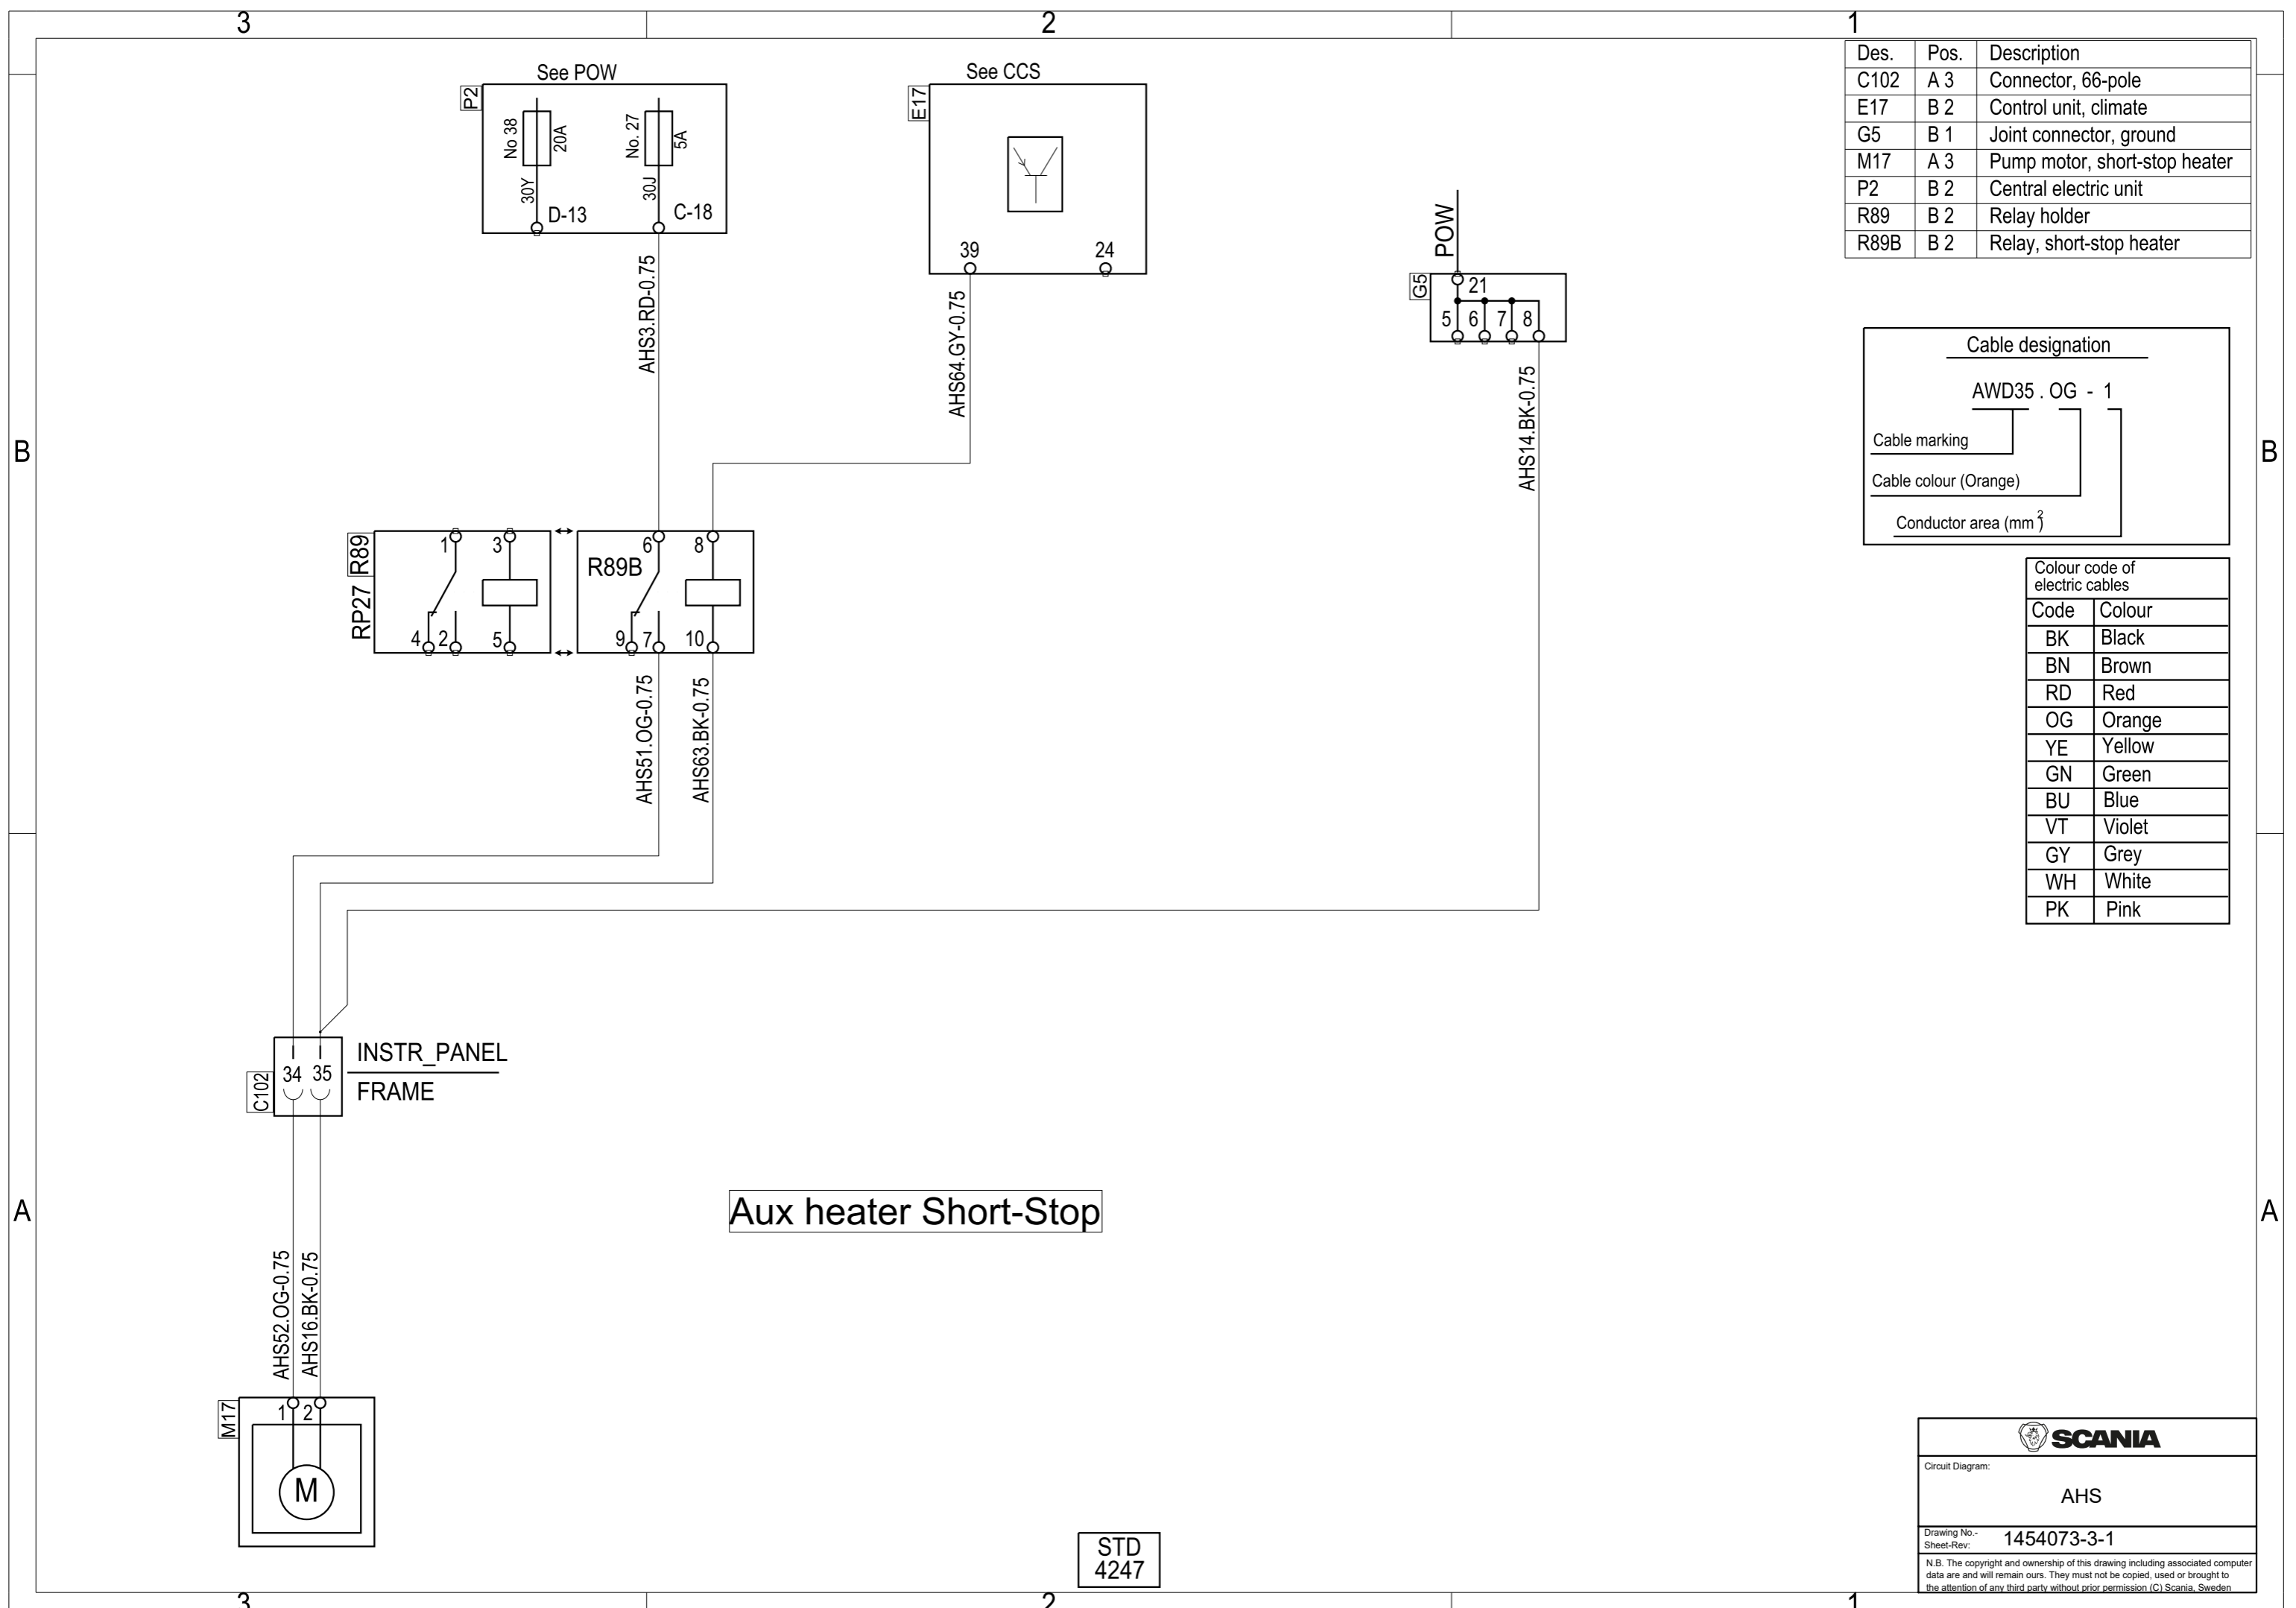 3 2 1
See POW
P2
No 38
20A
No. 27
5A
30Y
D-13
30J
C-18
See CCS
E17
39
24
POW
G5
21
5 6 7 8
Des. Pos. Description
C102 A 3 Connector, 66-pole
E17 B 2 Control unit, climate
G5 B 1 Joint connector, ground
M17 A 3 Pump motor, short-stop heater
P2 B 2 Central electric unit
R89 B 2 Relay holder
R89B B 2 Relay, short-stop heater
AHS3.RD-0.75
AHS64.GY-0.75
AHS14.BK-0.75
Cable designation
AWD35 . OG - 1
Cable marking
Cable colour (Orange)
Conductor area (mm2)
B
B
R89
RP27
1 3
4 2 5
R89B
6 8
9 7 10
Colour code of
electric cables
Code Colour
BK Black
BN Brown
RD Red
OG Orange
YE Yellow
GN Green
BU Blue
VT Violet
GY Grey
WH White
PK Pink
AHS51.OG-0.75
AHS63.BK-0.75
C102
34 35
INSTR_PANEL
FRAME
A
Aux heater Short-Stop
A
AHS52.OG-0.75
AHS16.BK-0.75
M17
1 2
M
STD
4247
SCANIA
Circuit Diagram:
AHS
Drawing No.-
Sheet-Rev: 1454073-3-1
N.B. The copyright and ownership of this drawing including associated computer
data are and will remain ours. They must not be copied, used or brought to
the attention of any third party without prior permission (C) Scania, Sweden
3 2 1